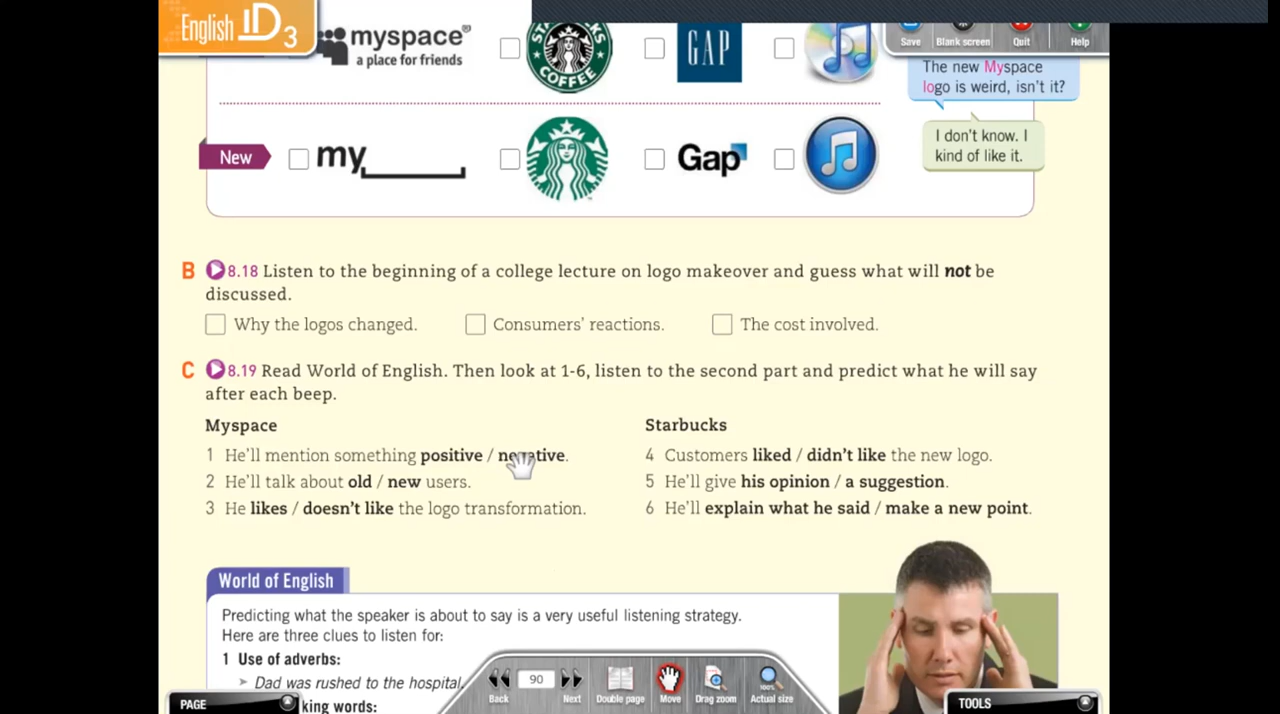 English ID 3
myspace®
a place for friends
COFFEE
GAP
Save Blank screen Quit Help
The new Myspace
logo is weird, isn't it?
I don't know. I
kind of like it.
New
my
Gap
B 8.18 Listen to the beginning of a college lecture on logo makeover and guess what will not be
discussed.
Why the logos changed. Consumers' reactions. The cost involved.
C 8.19 Read World of English. Then look at 1-6, listen to the second part and predict what he will say
after each beep.
Myspace
1 He'll mention something positive / negative.
2 He'll talk about old / new users.
3 He likes / doesn't like the logo transformation.
Starbucks
4 Customers liked / didn't like the new logo.
5 He'll give his opinion / a suggestion.
6 He'll explain what he said / make a new point.
World of English
Predicting what the speaker is about to say is a very useful listening strategy.
Here are three clues to listen for:
1 Use of adverbs:
➤ Dad was rushed to the hospital,
king words:
Back 90 Next Double page Move Drag zoom 100% Actual size
PAGE
TOOLS